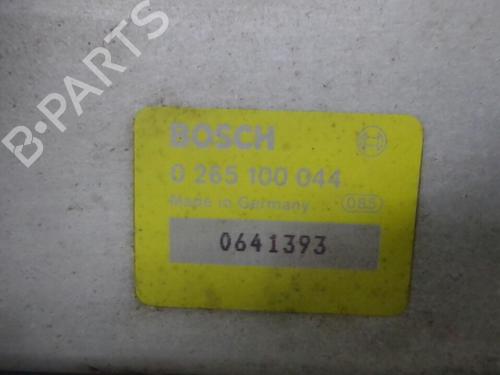 B-PARTS
BOSCH
0 265 100 044
Made in Germany 085
0641393